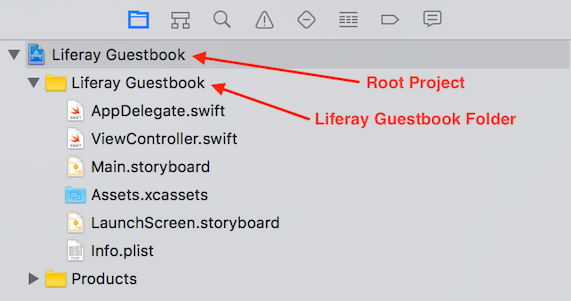 Liferay Guestbook
Root Project
Liferay Guestbook
Liferay Guestbook Folder
AppDelegate.swift
ViewController.swift
Main.storyboard
Assets.xcassets
LaunchScreen.storyboard
Info.plist
Products